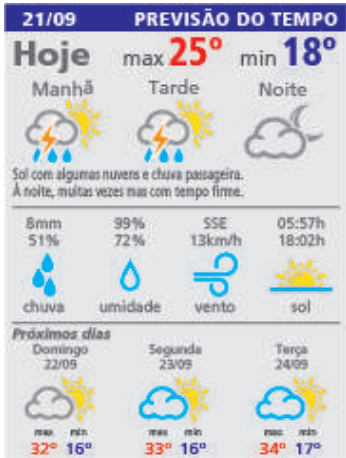 21/09 PREVISÃO DO TEMPO
Hoje max 25º min 18º
Manhã Tarde Noite
Sol com algumas nuvens e chuva passageira.
À noite, muitas vezes mas com tempo firme.
8mm 99% SSE 05:57h
51% 72% 13km/h 18:02h
chuva umidade vento sol
Próximos dias
Domingo Segunda Terça
22/09 23/09 24/09
max min max min max min
32º 16º 33º 16º 34º 17º